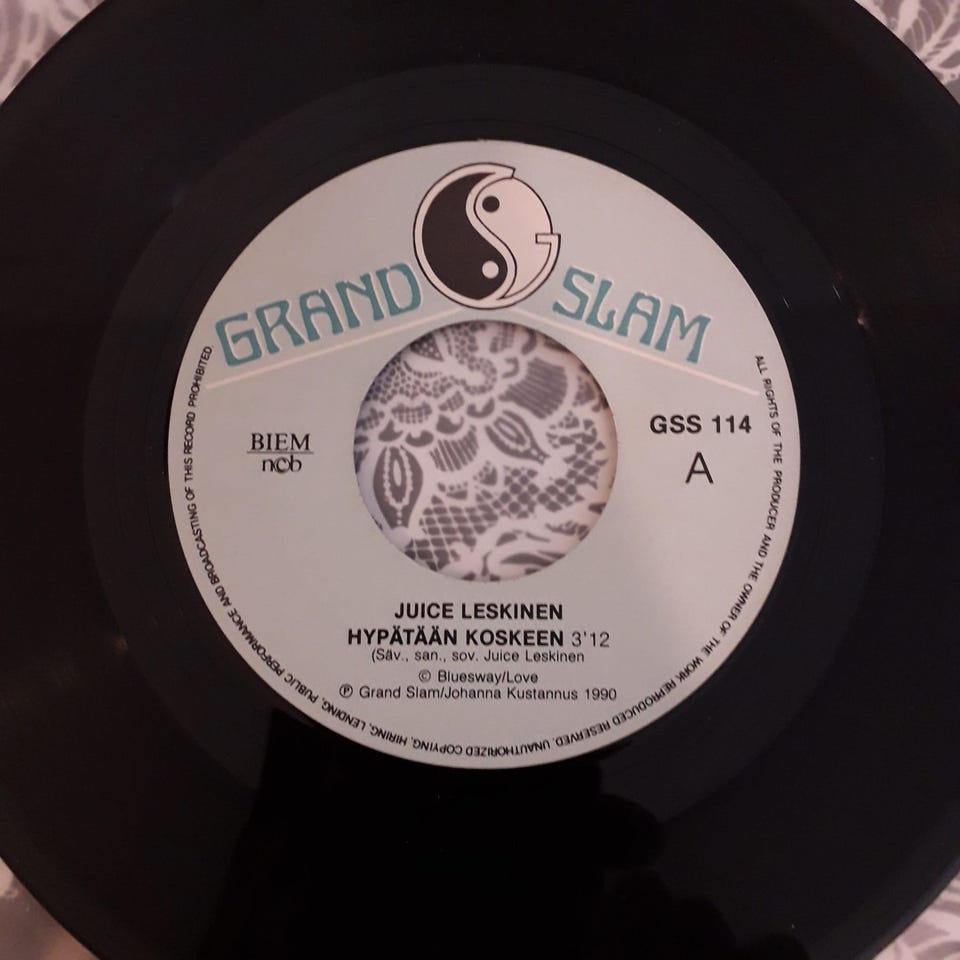 GRAND SLAM
BIEM
ncb
GSS 114
A
JUICE LESKINEN
HYPÄTÄÄN KOSKEEN 3'12
(Säv., san., sov. Juice Leskinen
© Bluesway/Love
℗ Grand Slam/Johanna Kustannus 1990
ALL RIGHTS OF THE PRODUCER AND THE OWNER OF THE WORK REPRODUCED RESERVED. UNAUTHORIZED COPYING, HIRING, LENDING, PUBLIC PERFORMANCE AND BROADCASTING OF THIS RECORD PROHIBITED.